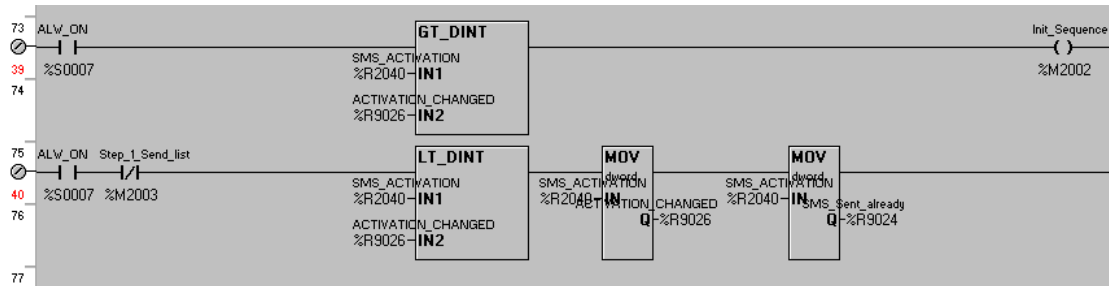 73 ALW_ON GT_DINT Init_Sequence
SMS_ACTIVATION
39 %S0007 %R2040 IN1 %M2002
74
ACTIVATION_CHANGED
%R9026 IN2
75 ALW_ON Step_1_Send_list LT_DINT MOV MOV
dword dword
SMS_ACTIVATION SMS_ACTIVATION SMS_ACTIVATION
40 %S0007 %M2003 %R2040 IN1 %R2040 IN %R2040 IN
76 ACTIVATION_CHANGED SMS_Sent_already
Q %R9026 Q %R9024
ACTIVATION_CHANGED
%R9026 IN2
77